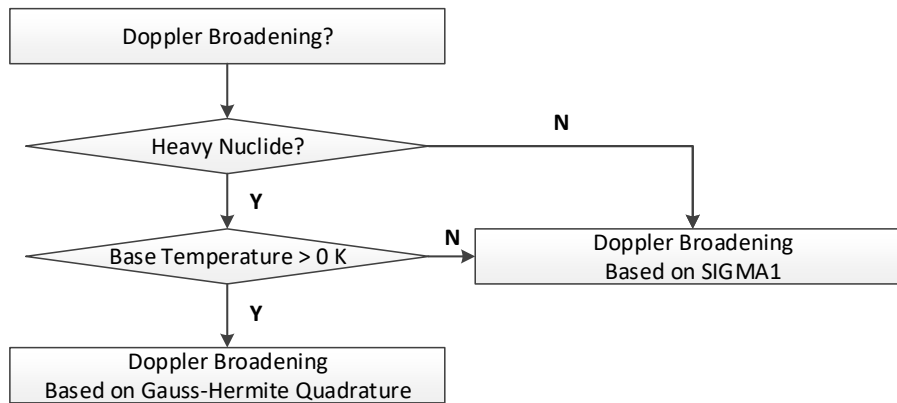 Doppler Broadening?
N
Heavy Nuclide?
Y
N
Base Temperature > 0 K
Doppler Broadening
Based on SIGMA1
Y
Doppler Broadening
Based on Gauss-Hermite Quadrature